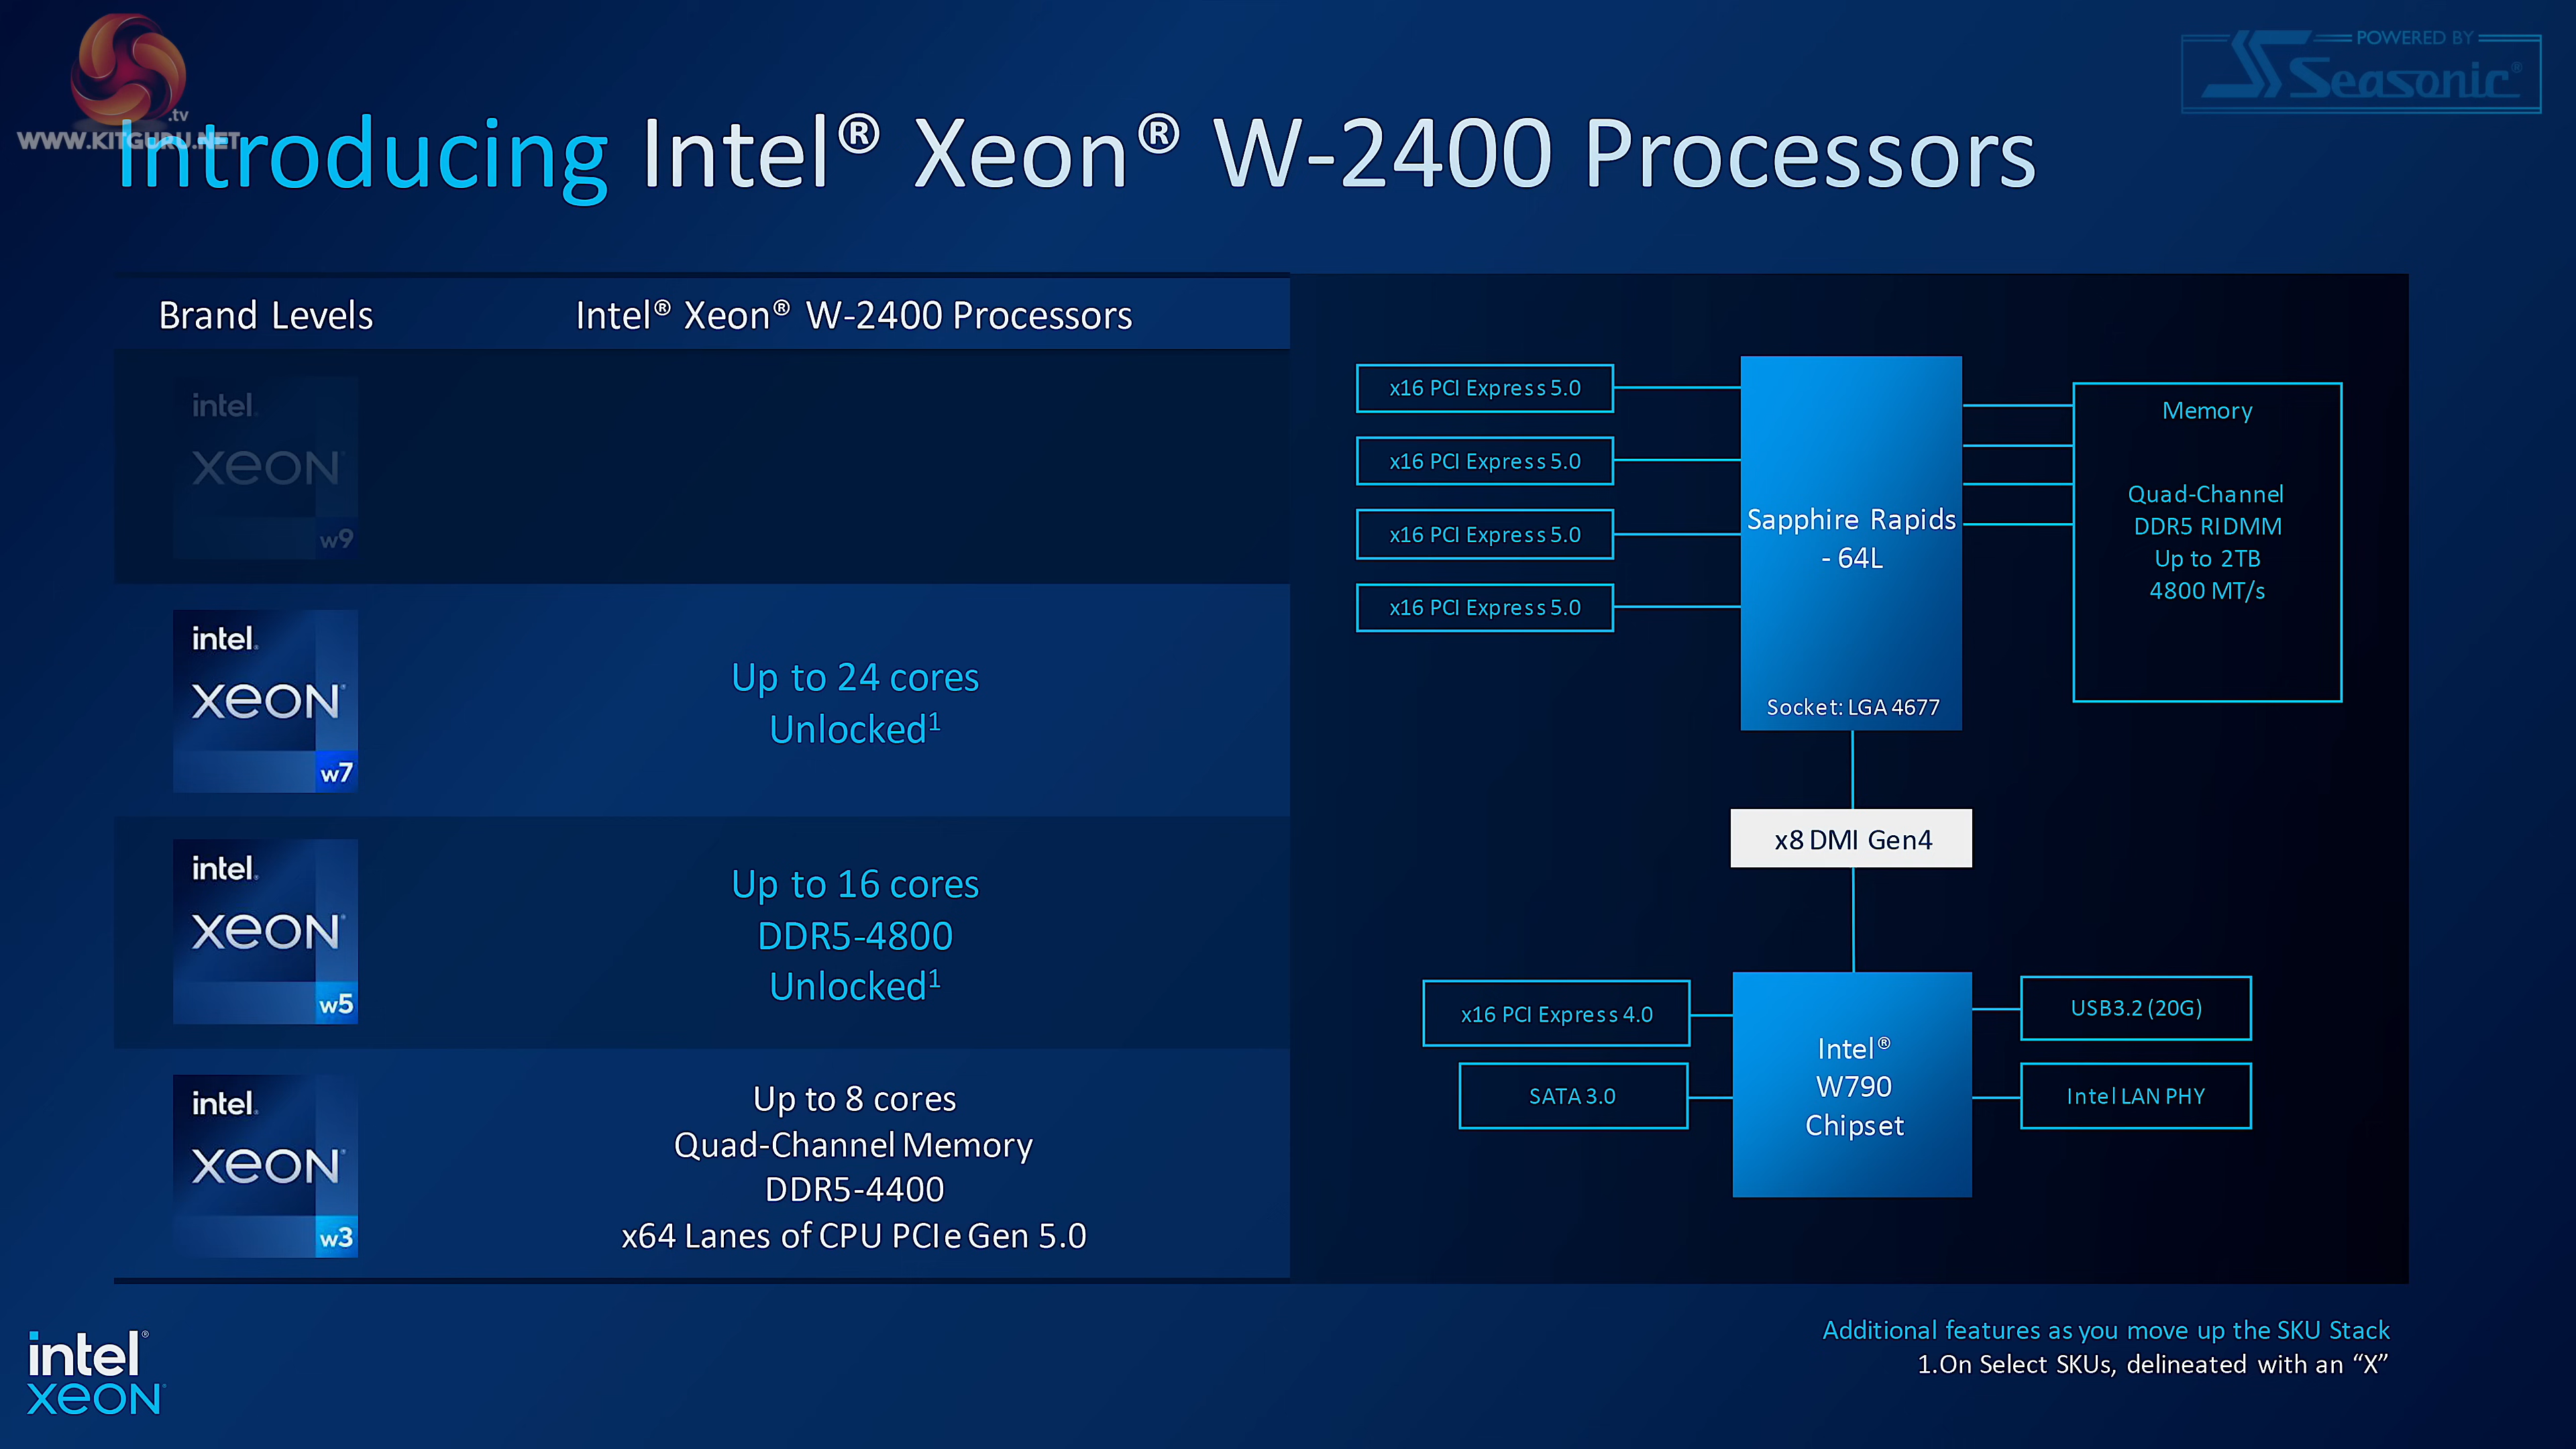 .tv
WWW.KITGURU.NET
POWERED BY
Seasonic®
Introducing Intel® Xeon® W-2400 Processors
Brand Levels
Intel® Xeon® W-2400 Processors
intel.
xeon
w9
intel.
xeon
w7
Up to 24 cores
Unlocked¹
intel.
xeon
w5
Up to 16 cores
DDR5-4800
Unlocked¹
intel.
xeon
w3
Up to 8 cores
Quad-Channel Memory
DDR5-4400
x64 Lanes of CPU PCIe Gen 5.0
x16 PCI Express 5.0
x16 PCI Express 5.0
x16 PCI Express 5.0
x16 PCI Express 5.0
Sapphire Rapids
- 64L
Socket: LGA 4677
Memory
Quad-Channel
DDR5 RIDMM
Up to 2TB
4800 MT/s
x8 DMI Gen4
x16 PCI Express 4.0
SATA 3.0
Intel®
W790
Chipset
USB3.2 (20G)
Intel LAN PHY
Additional features as you move up the SKU Stack
1.On Select SKUs, delineated with an “X”
intel®
xeon